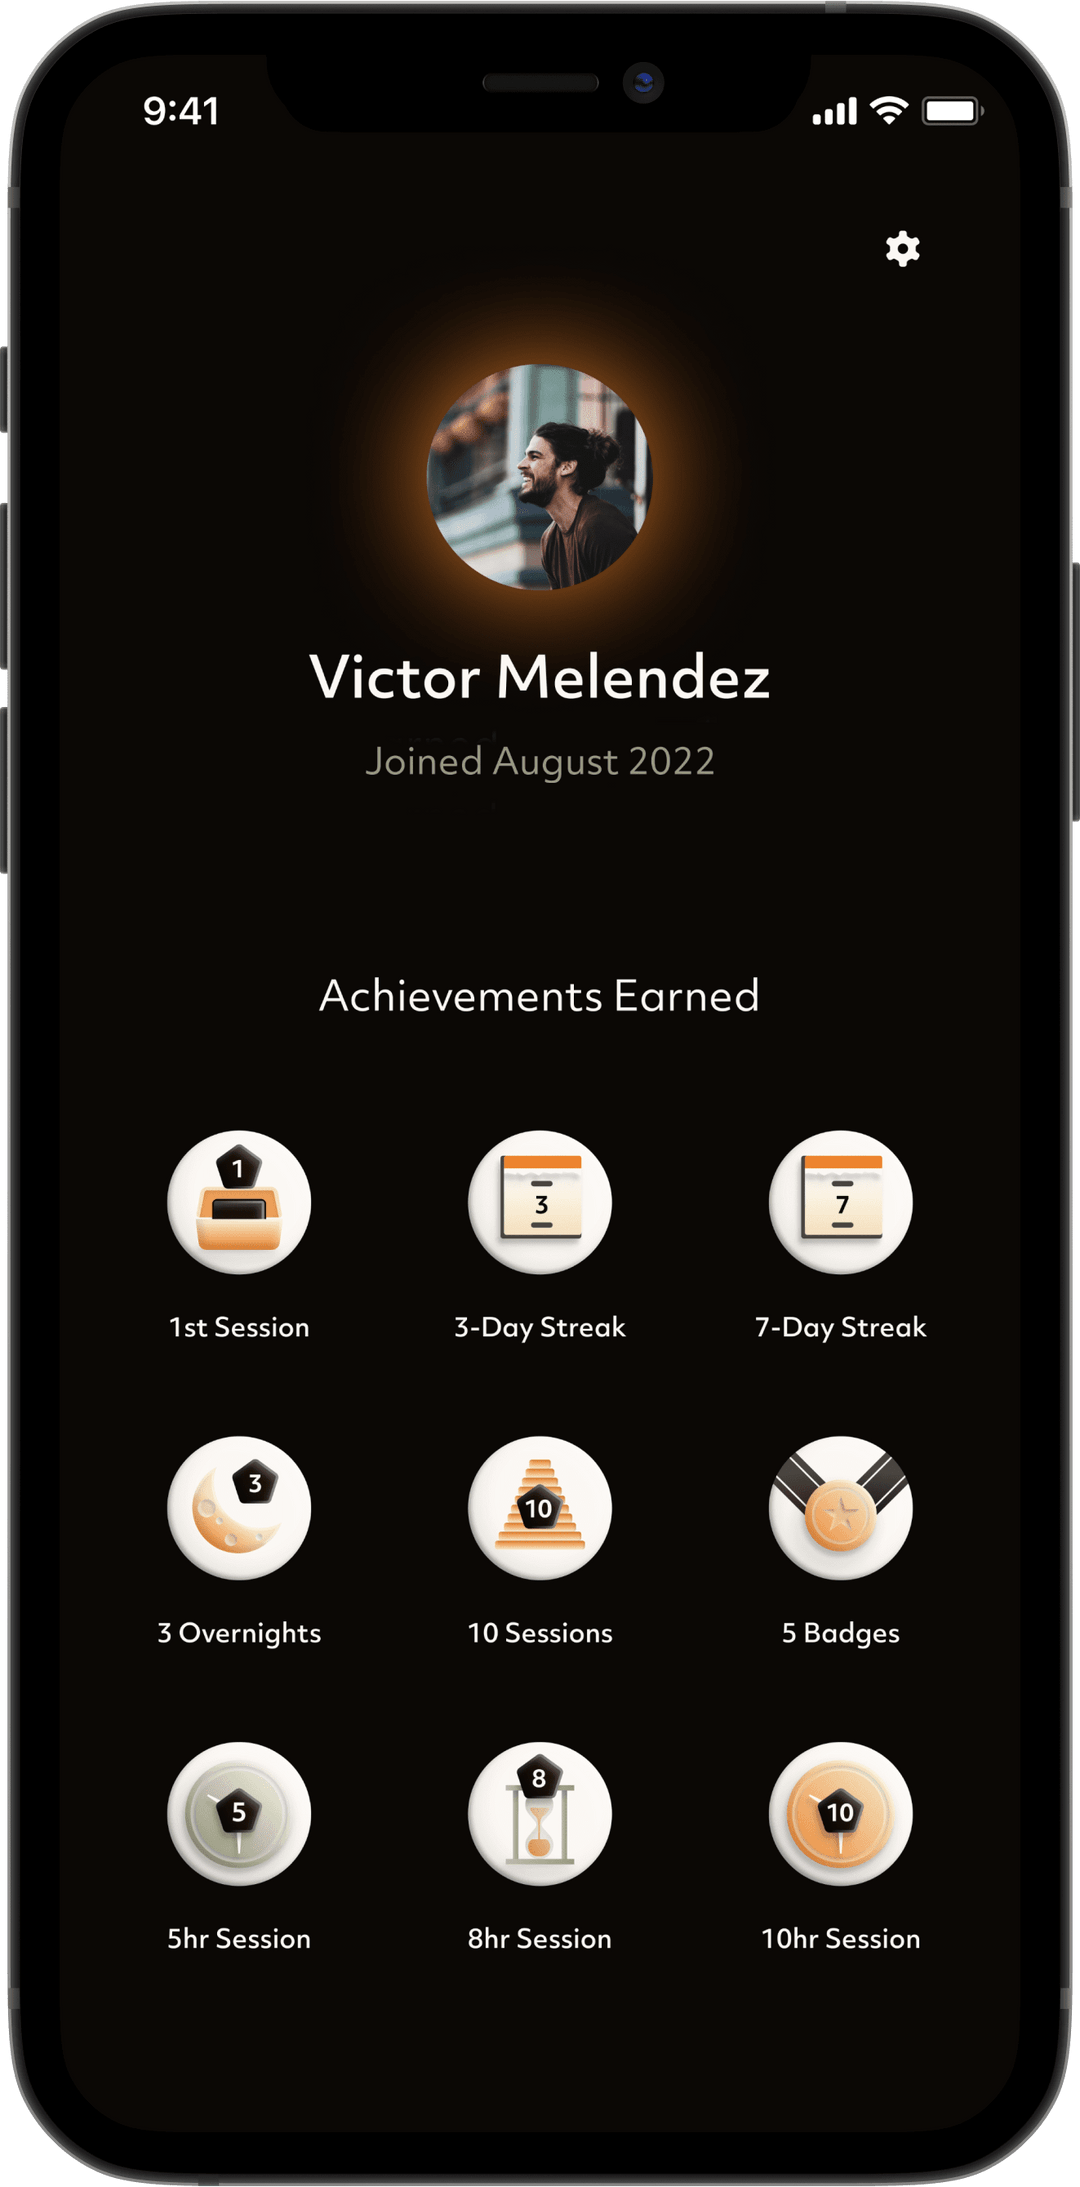 9:41
Victor Melendez
Joined August 2022
Achievements Earned
1
3
7
1st Session
3-Day Streak
7-Day Streak
3
10
3 Overnights
10 Sessions
5 Badges
5
8
10
5hr Session
8hr Session
10hr Session